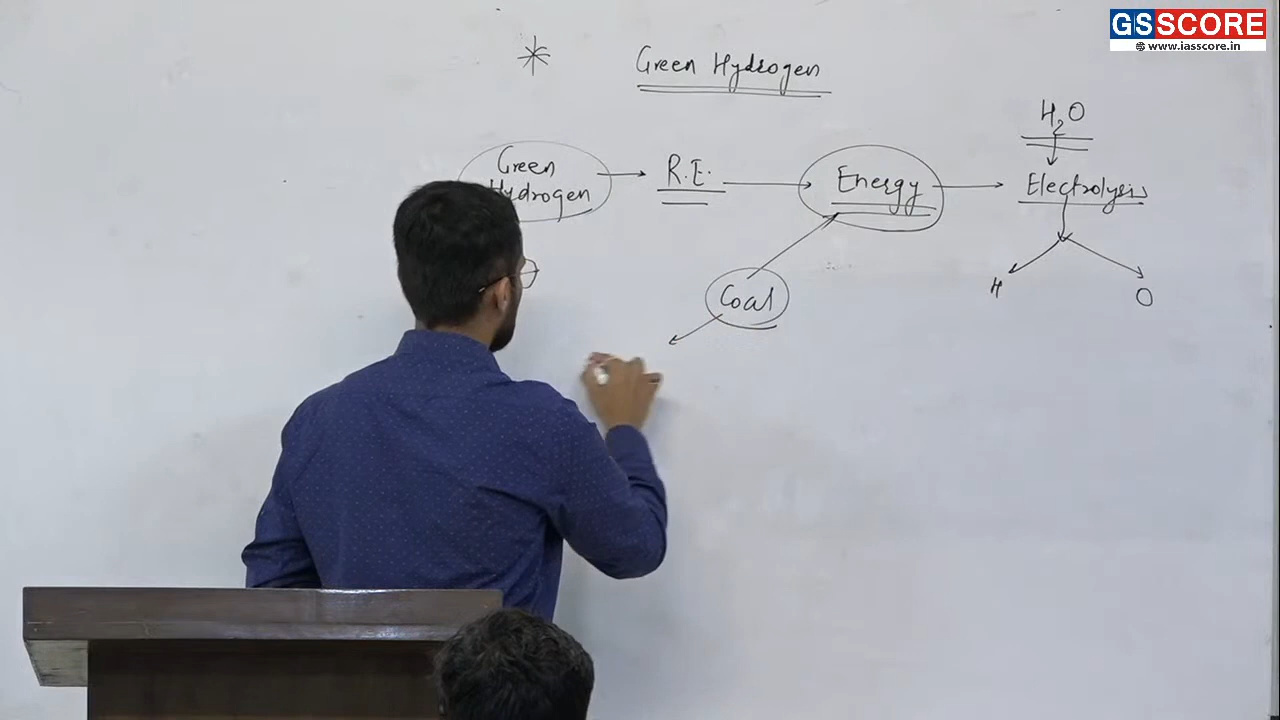 GSSCORE
www.iasscore.in
Green Hydrogen
H2O
Green
Hydrogen
R.E.
Energy
Electrolysis
Coal
H
O